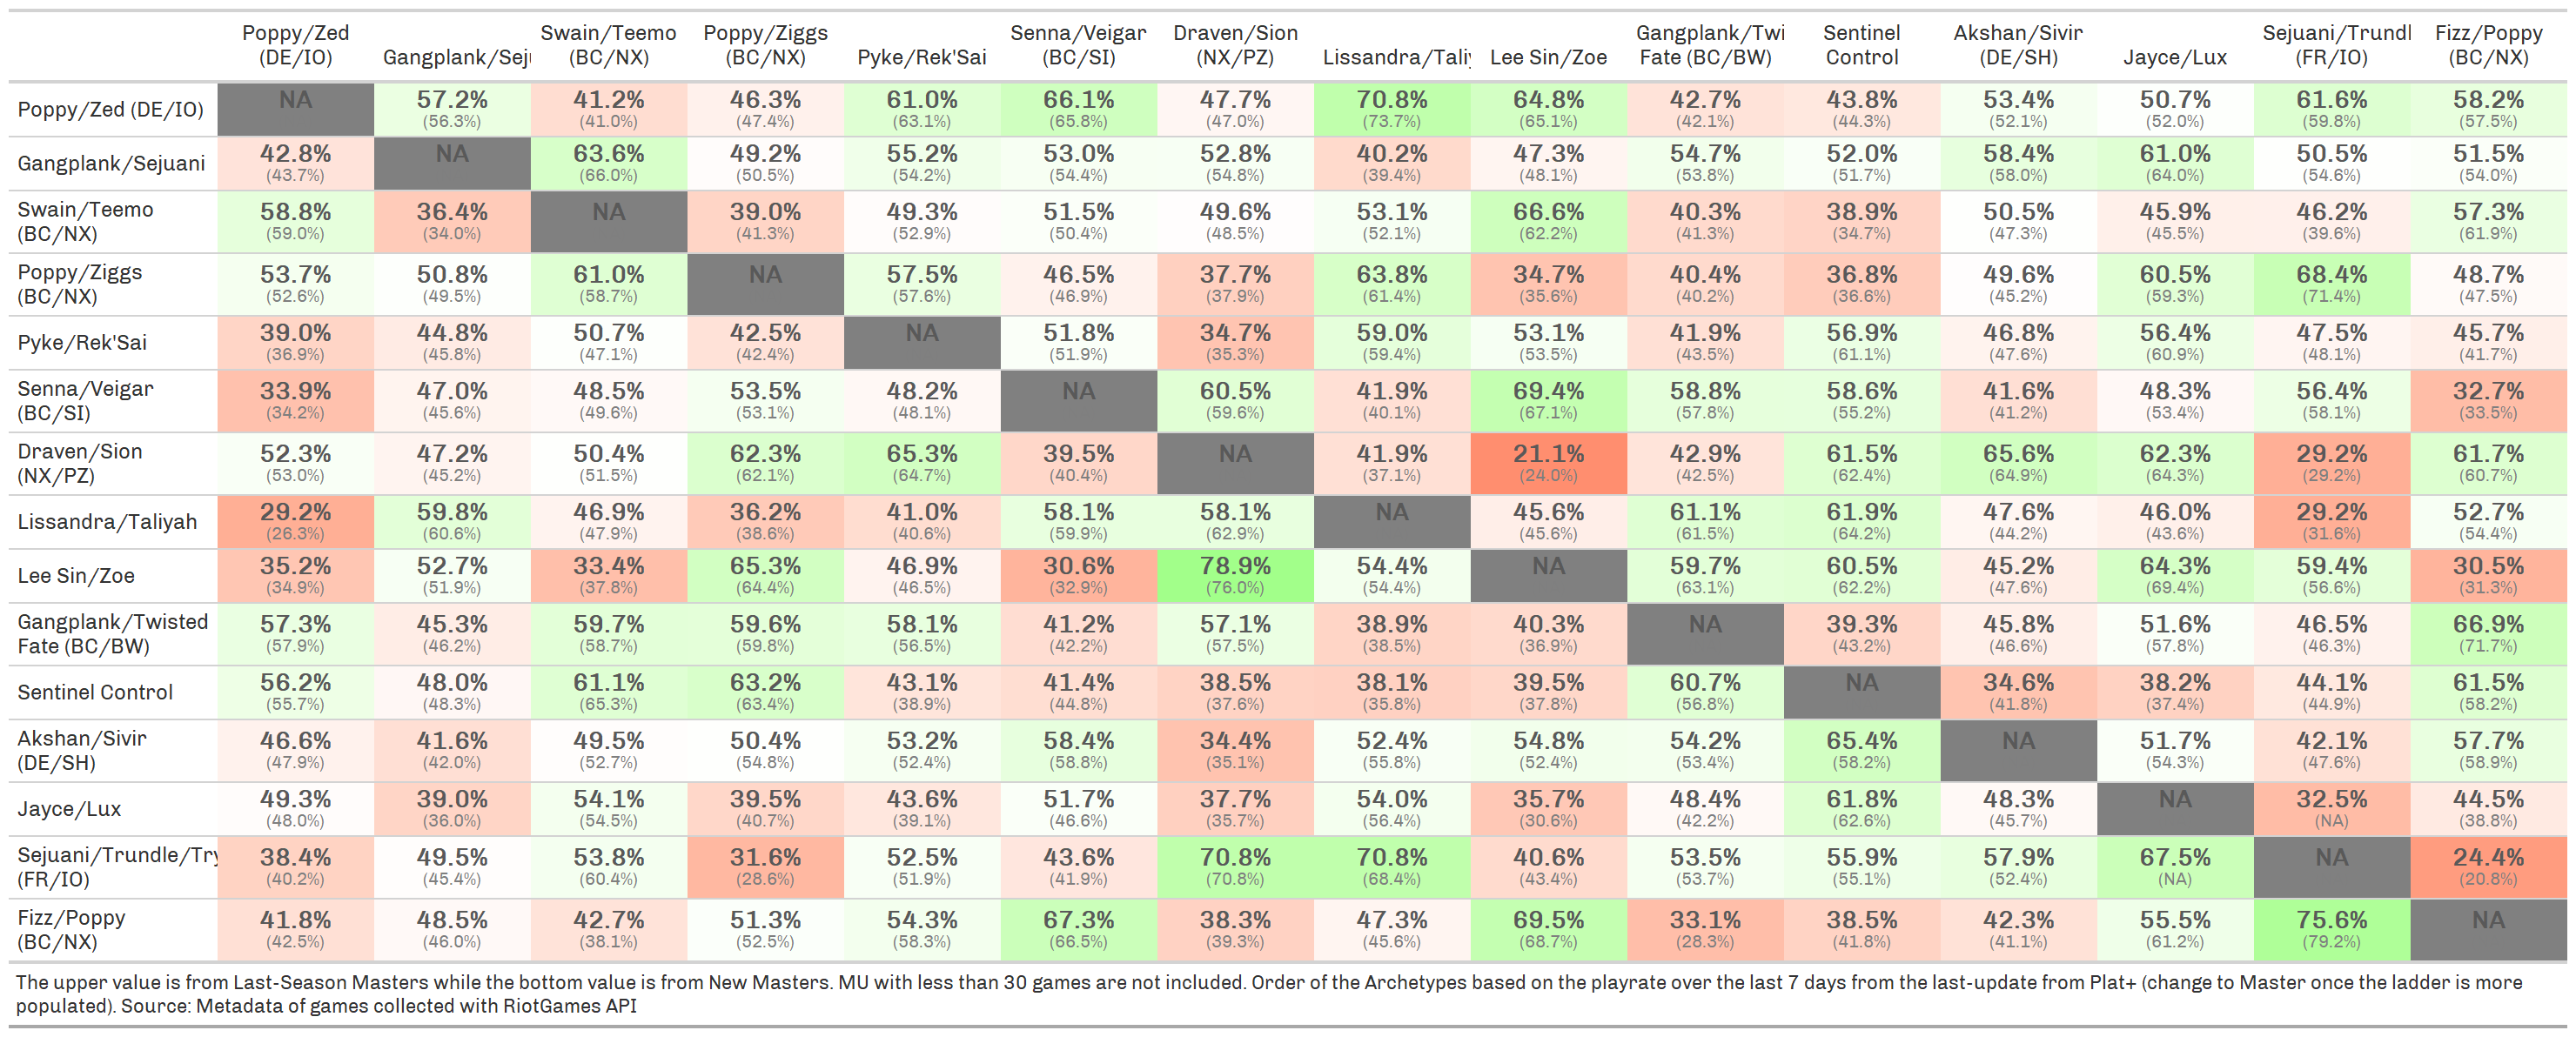 Poppy/Zed (DE/IO) Gangplank/Seju Swain/Teemo (BC/NX) Poppy/Ziggs (BC/NX) Pyke/Rek'Sai Senna/Veigar (BC/SI) Draven/Sion (NX/PZ) Lissandra/Taliy Lee Sin/Zoe Gangplank/Twi Fate (BC/BW) Sentinel Control Akshan/Sivir (DE/SH) Jayce/Lux Sejuani/Trundl (FR/IO) Fizz/Poppy (BC/NX)
Poppy/Zed (DE/IO) NA 57.2% 41.2% 46.3% 61.0% 66.1% 47.7% 70.8% 64.8% 42.7% 43.8% 53.4% 50.7% 61.6% 58.2%
(56.3%) (41.0%) (47.4%) (63.1%) (65.8%) (47.0%) (73.7%) (65.1%) (42.1%) (44.3%) (52.1%) (52.0%) (59.8%) (57.5%)
Gangplank/Sejuani 42.8% NA 63.6% 49.2% 55.2% 53.0% 52.8% 40.2% 47.3% 54.7% 52.0% 58.4% 61.0% 50.5% 51.5%
(43.7%) (66.0%) (50.5%) (54.2%) (54.4%) (54.8%) (39.4%) (48.1%) (53.8%) (51.7%) (58.0%) (64.0%) (54.6%) (54.0%)
Swain/Teemo 58.8% 36.4% NA 39.0% 49.3% 51.5% 49.6% 53.1% 66.6% 40.3% 38.9% 50.5% 45.9% 46.2% 57.3%
(BC/NX) (59.0%) (34.0%) (41.3%) (52.9%) (50.4%) (48.5%) (52.1%) (62.2%) (41.3%) (34.7%) (47.3%) (45.5%) (39.6%) (61.9%)
Poppy/Ziggs 53.7% 50.8% 61.0% NA 57.5% 46.5% 37.7% 63.8% 34.7% 40.4% 36.8% 49.6% 60.5% 68.4% 48.7%
(BC/NX) (52.6%) (49.5%) (58.7%) (57.6%) (46.9%) (37.9%) (61.4%) (35.6%) (40.2%) (36.6%) (45.2%) (59.3%) (71.4%) (47.5%)
Pyke/Rek'Sai 39.0% 44.8% 50.7% 42.5% NA 51.8% 34.7% 59.0% 53.1% 41.9% 56.9% 46.8% 56.4% 47.5% 45.7%
(36.9%) (45.8%) (47.1%) (42.4%) (51.9%) (35.3%) (59.4%) (53.5%) (43.5%) (61.1%) (47.6%) (60.9%) (48.1%) (41.7%)
Senna/Veigar 33.9% 47.0% 48.5% 53.5% 48.2% NA 60.5% 41.9% 69.4% 58.8% 58.6% 41.6% 48.3% 56.4% 32.7%
(BC/SI) (34.2%) (45.6%) (49.6%) (53.1%) (48.1%) (59.6%) (40.1%) (67.1%) (57.8%) (55.2%) (41.2%) (53.4%) (58.1%) (33.5%)
Draven/Sion 52.3% 47.2% 50.4% 62.3% 65.3% 39.5% NA 41.9% 21.1% 42.9% 61.5% 65.6% 62.3% 29.2% 61.7%
(NX/PZ) (53.0%) (45.2%) (51.5%) (62.1%) (64.7%) (40.4%) (37.1%) (24.0%) (42.5%) (62.4%) (64.9%) (64.3%) (29.2%) (60.7%)
Lissandra/Taliyah 29.2% 59.8% 46.9% 36.2% 41.0% 58.1% 58.1% NA 45.6% 61.1% 61.9% 47.6% 46.0% 29.2% 52.7%
(26.3%) (60.6%) (47.9%) (38.6%) (40.6%) (59.9%) (62.9%) (45.6%) (61.5%) (64.2%) (44.2%) (43.6%) (31.6%) (54.4%)
Lee Sin/Zoe 35.2% 52.7% 33.4% 65.3% 46.9% 30.6% 78.9% 54.4% NA 59.7% 60.5% 45.2% 64.3% 59.4% 30.5%
(34.9%) (51.9%) (37.8%) (64.4%) (46.5%) (32.9%) (76.0%) (54.4%) (63.1%) (62.2%) (47.6%) (69.4%) (56.6%) (31.3%)
Gangplank/Twisted 57.3% 45.3% 59.7% 59.6% 58.1% 41.2% 57.1% 38.9% 40.3% NA 39.3% 45.8% 51.6% 46.5% 66.9%
Fate (BC/BW) (57.9%) (46.2%) (58.7%) (59.8%) (56.5%) (42.2%) (57.5%) (38.5%) (36.9%) (43.2%) (46.6%) (57.8%) (46.3%) (71.7%)
Sentinel Control 56.2% 48.0% 61.1% 63.2% 43.1% 41.4% 38.5% 38.1% 39.5% 60.7% NA 34.6% 38.2% 44.1% 61.5%
(55.7%) (48.3%) (65.3%) (63.4%) (38.9%) (44.8%) (37.6%) (35.8%) (37.8%) (56.8%) (41.8%) (37.4%) (44.9%) (58.2%)
Akshan/Sivir 46.6% 41.6% 49.5% 50.4% 53.2% 58.4% 34.4% 52.4% 54.8% 54.2% 65.4% NA 51.7% 42.1% 57.7%
(DE/SH) (47.9%) (42.0%) (52.7%) (54.8%) (52.4%) (58.8%) (35.1%) (55.8%) (52.4%) (53.4%) (58.2%) (54.3%) (47.6%) (58.9%)
Jayce/Lux 49.3% 39.0% 54.1% 39.5% 43.6% 51.7% 37.7% 54.0% 35.7% 48.4% 61.8% 48.3% NA 32.5% 44.5%
(48.0%) (36.0%) (54.5%) (40.7%) (39.1%) (46.6%) (35.7%) (56.4%) (30.6%) (42.2%) (62.6%) (45.7%) (NA) (38.8%)
Sejuani/Trundle/Try 38.4% 49.5% 53.8% 31.6% 52.5% 43.6% 70.8% 70.8% 40.6% 53.5% 55.9% 57.9% 67.5% NA 24.4%
(FR/IO) (40.2%) (45.4%) (60.4%) (28.6%) (51.9%) (41.9%) (70.8%) (68.4%) (43.4%) (53.7%) (55.1%) (52.4%) (NA) (20.8%)
Fizz/Poppy 41.8% 48.5% 42.7% 51.3% 54.3% 67.3% 38.3% 47.3% 69.5% 33.1% 38.5% 42.3% 55.5% 75.6% NA
(BC/NX) (42.5%) (46.0%) (38.1%) (52.5%) (58.3%) (66.5%) (39.3%) (45.6%) (68.7%) (28.3%) (41.8%) (41.1%) (61.2%) (79.2%)
The upper value is from Last-Season Masters while the bottom value is from New Masters. MU with less than 30 games are not included. Order of the Archetypes based on the playrate over the last 7 days from the last-update from Plat+ (change to Master once the ladder is more
populated). Source: Metadata of games collected with RiotGames API